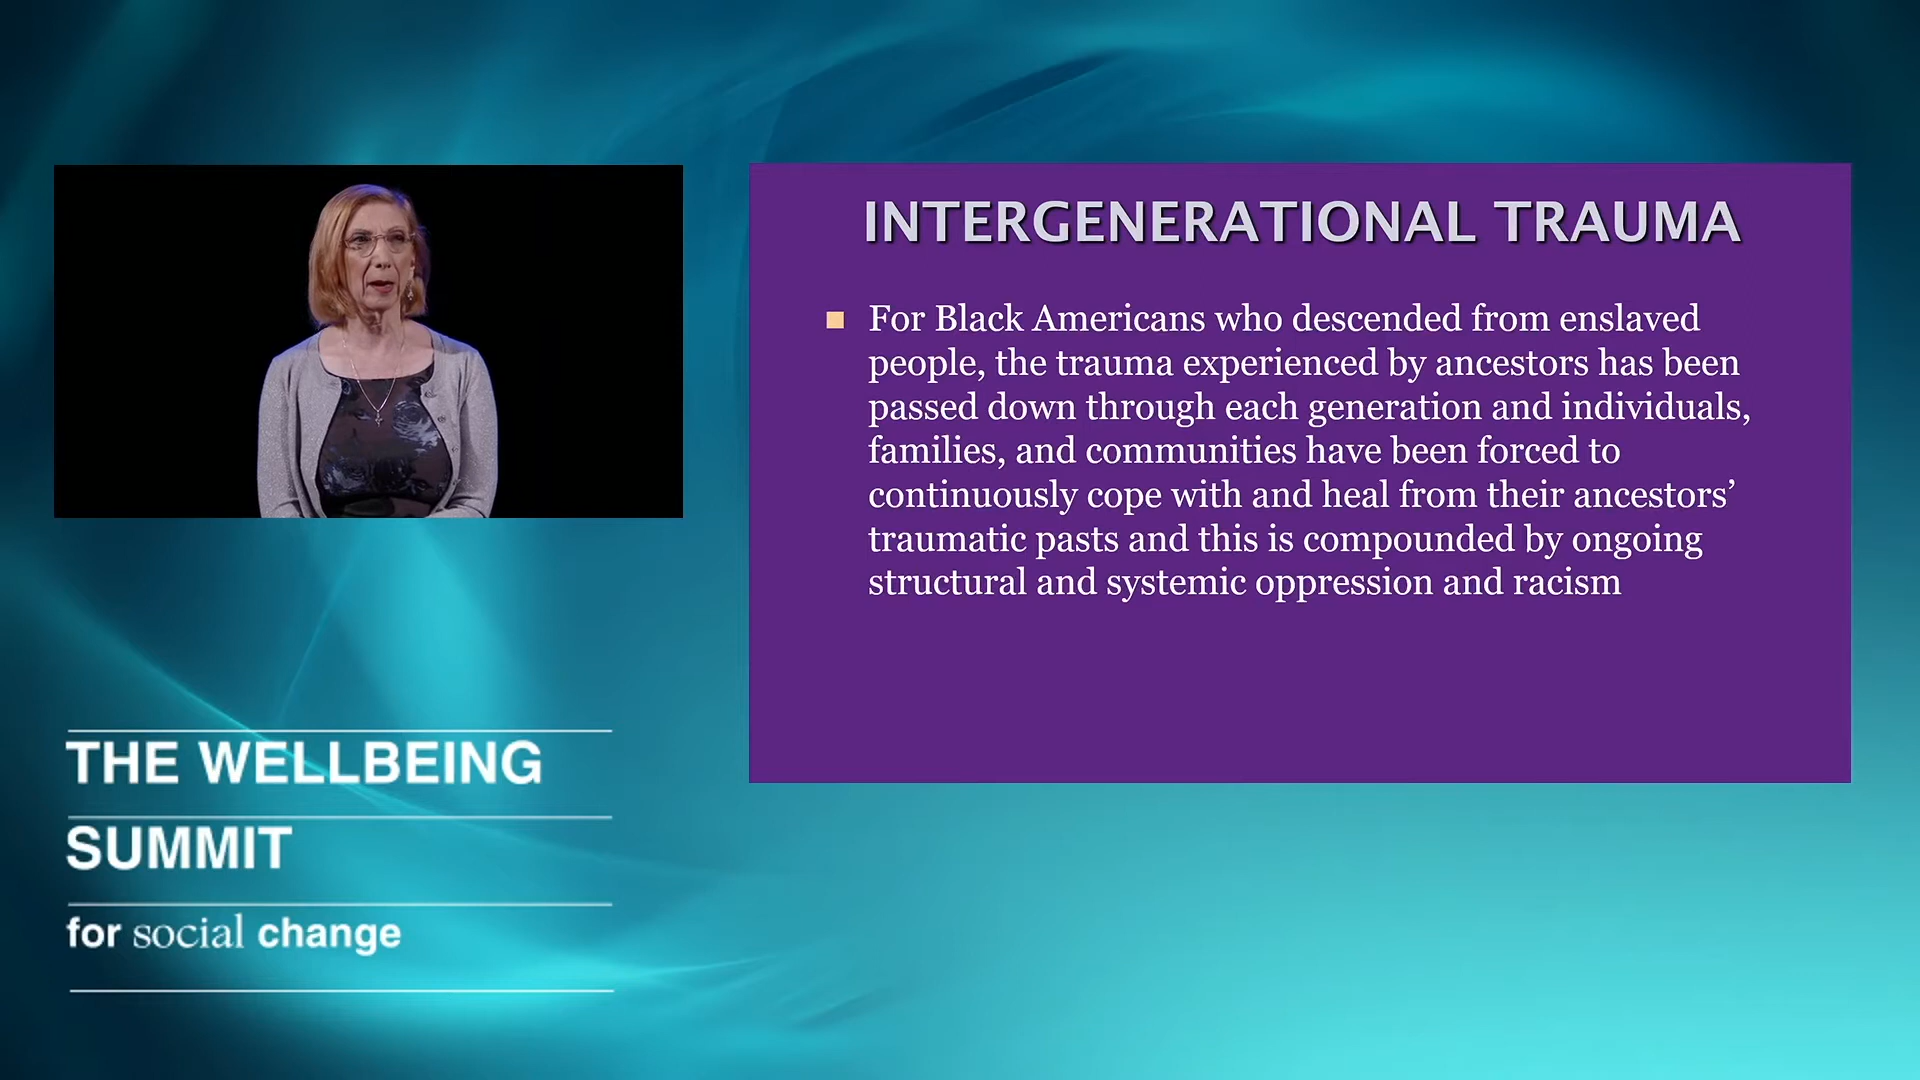 INTERGENERATIONAL TRAUMA
For Black Americans who descended from enslaved
people, the trauma experienced by ancestors has been
passed down through each generation and individuals,
families, and communities have been forced to
continuously cope with and heal from their ancestors’
traumatic pasts and this is compounded by ongoing
structural and systemic oppression and racism
THE WELLBEING
SUMMIT
for social change